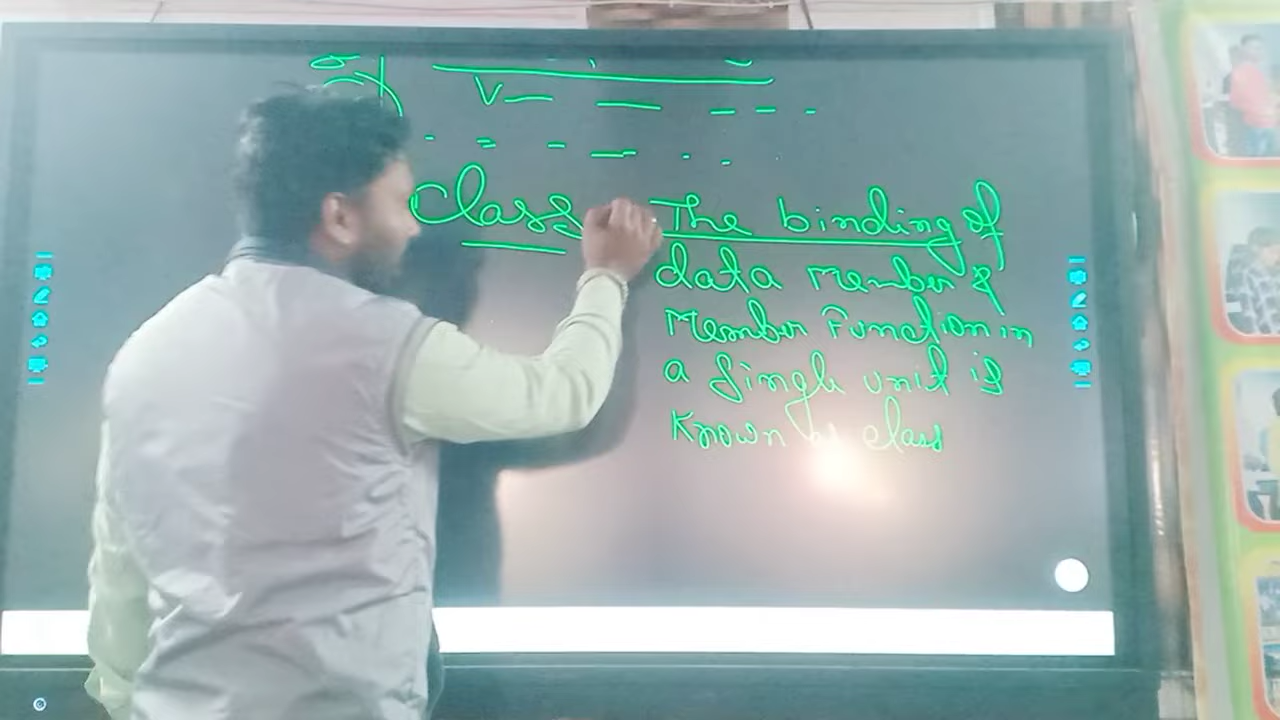 V
Class The binding of
data member &
Member Function in
a single unit is
Known as class